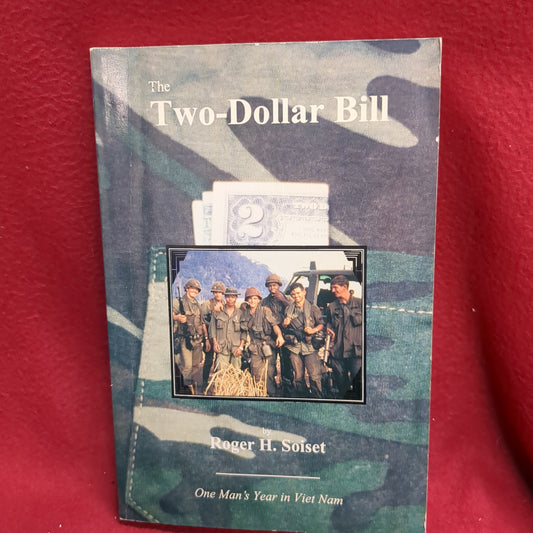 The
Two-Dollar Bill
2
by
Roger H. Soiset
One Man's Year in Viet Nam